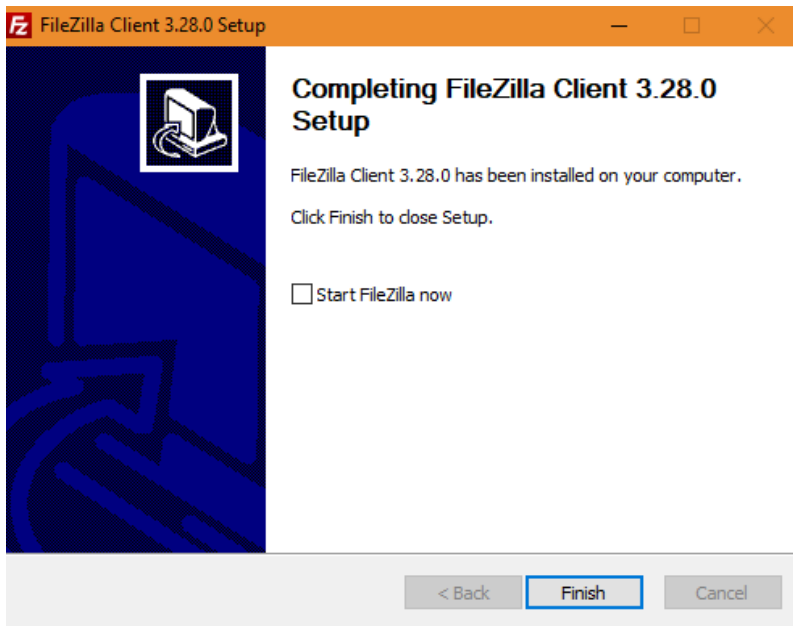 FZ FileZilla Client 3.28.0 Setup
Completing FileZilla Client 3.28.0
Setup
FileZilla Client 3.28.0 has been installed on your computer.
Click Finish to close Setup.
Start FileZilla now
< Back Finish Cancel